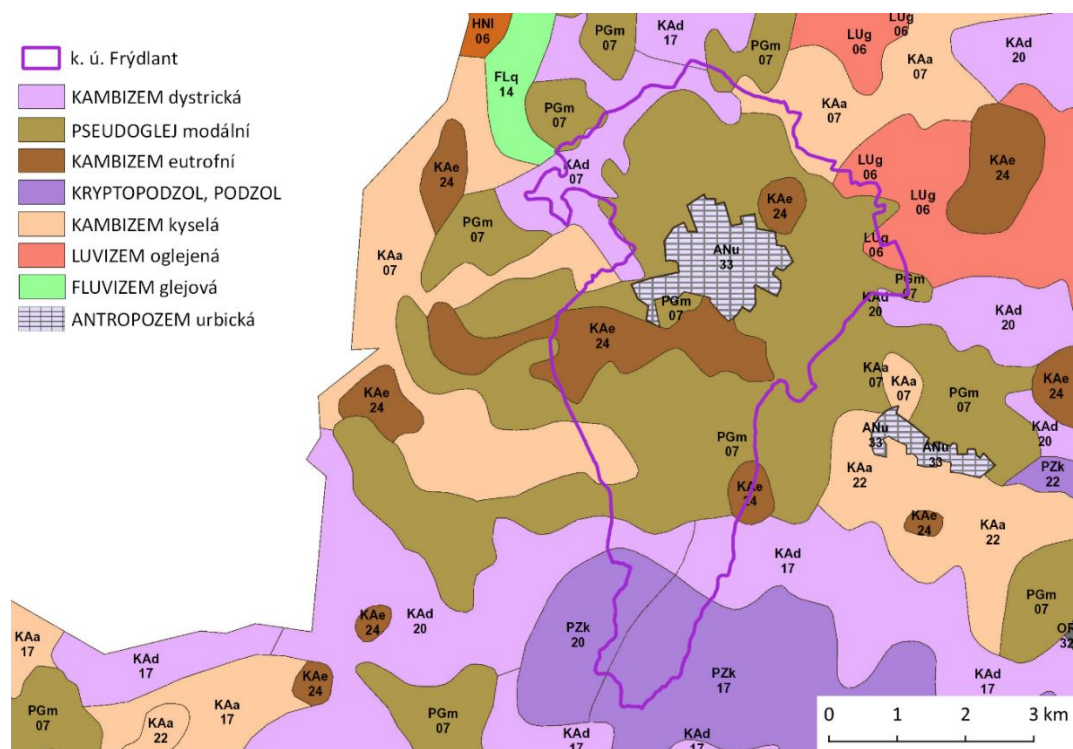 k. ú. Frýdlant
KAMBIZEM dystrická
PSEUDOGLEJ modální
KAMBIZEM eutrofní
KRYPTOPODZOL, PODZOL
KAMBIZEM kyselá
LUVIZEM oglejená
FLUVIZEM glejová
ANTROPOZEM urbická
HNl
06
FLq
14
PGm
07
KAd
17
PGm
07
LUg
06
LUg
06
KAa
07
KAd
20
PGm
07
KAa
07
KAe
24
KAd
07
LUg
06
KAe
24
LUg
06
KAe
24
PGm
07
LUg
06
ANu
33
KAa
07
PGm
07
PGm
07
KAd
20
KAd
20
KAe
24
KAe
24
KAa
07
KAa
07
PGm
07
KAe
24
KAd
20
ANu
33
ANu
33
PGm
07
KAa
22
PZk
22
KAe
24
KAe
24
KAa
22
KAd
17
PGm
07
KAe
24
KAd
20
PZk
20
OR
32
KAa
17
KAd
17
KAe
24
PZk
17
KAd
17
PGm
07
KAa
17
KAa
22
PGm
07
KAd
17
KAd
17
0 1 2 3 km